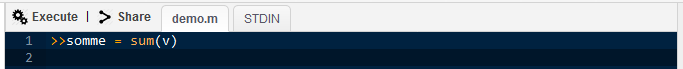 Execute | Share demo.m STDIN
1 >>somme = sum(v)
2